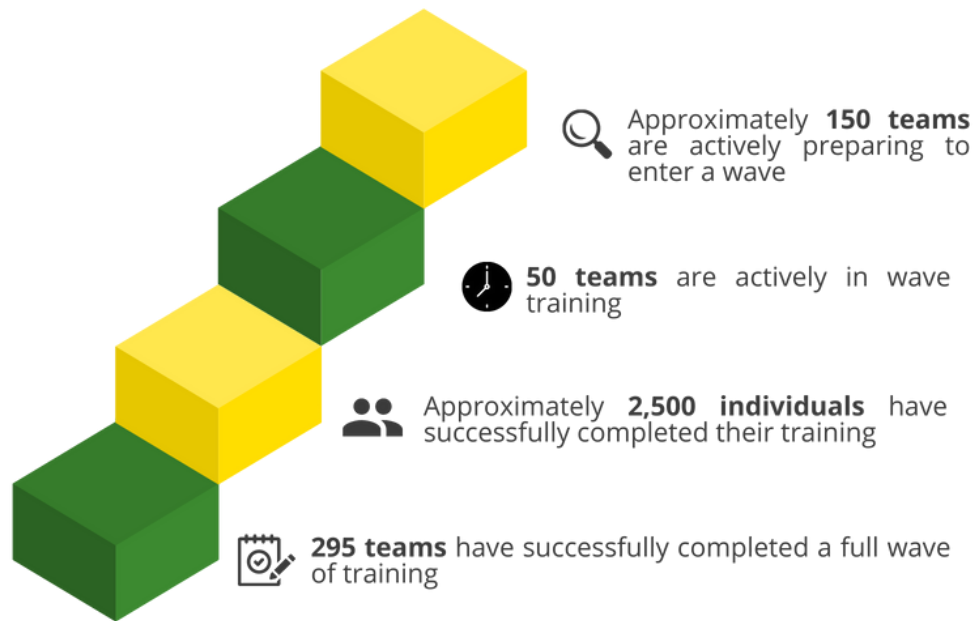 Approximately 150 teams
are actively preparing to
enter a wave
50 teams are actively in wave
training
Approximately 2,500 individuals have
successfully completed their training
295 teams have successfully completed a full wave
of training